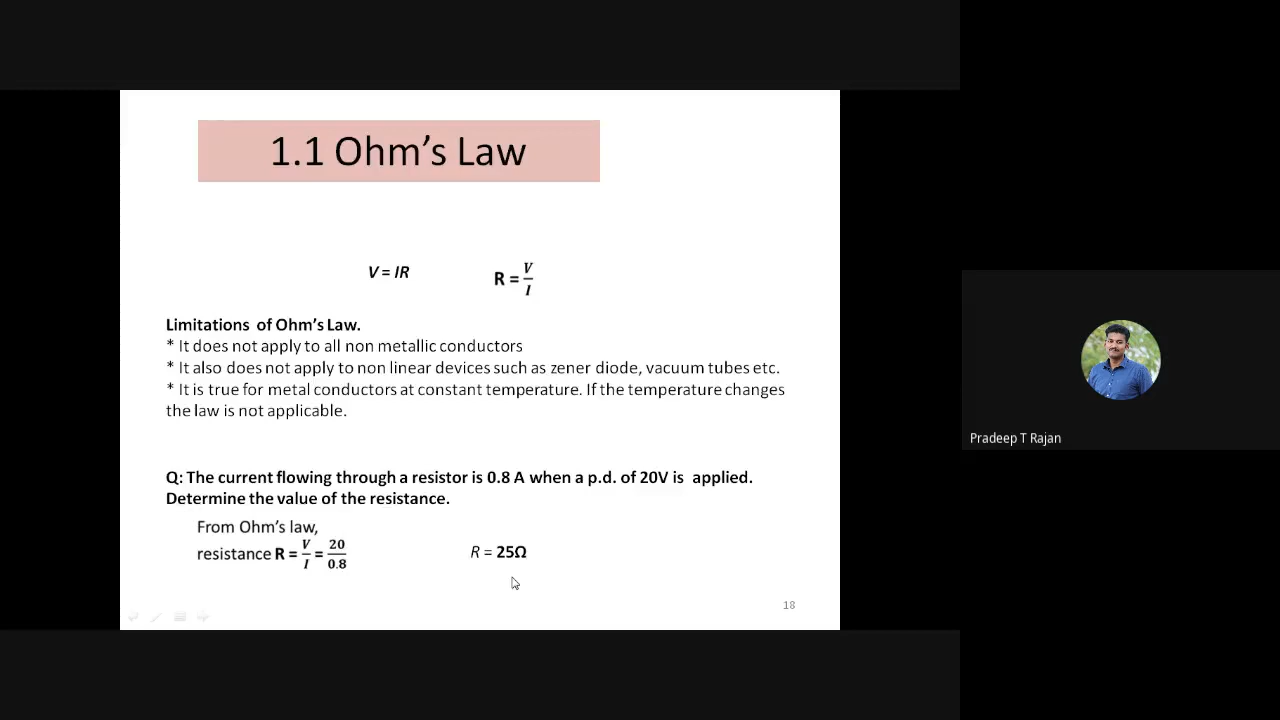 1.1 Ohm’s Law
V = IR
R = V/I
Limitations of Ohm’s Law.
* It does not apply to all non metallic conductors
* It also does not apply to non linear devices such as zener diode, vacuum tubes etc.
* It is true for metal conductors at constant temperature. If the temperature changes
the law is not applicable.
Q: The current flowing through a resistor is 0.8 A when a p.d. of 20V is applied.
Determine the value of the resistance.
From Ohm’s law,
resistance R = V/I = 20/0.8
R = 25Ω
18
Pradeep T Rajan